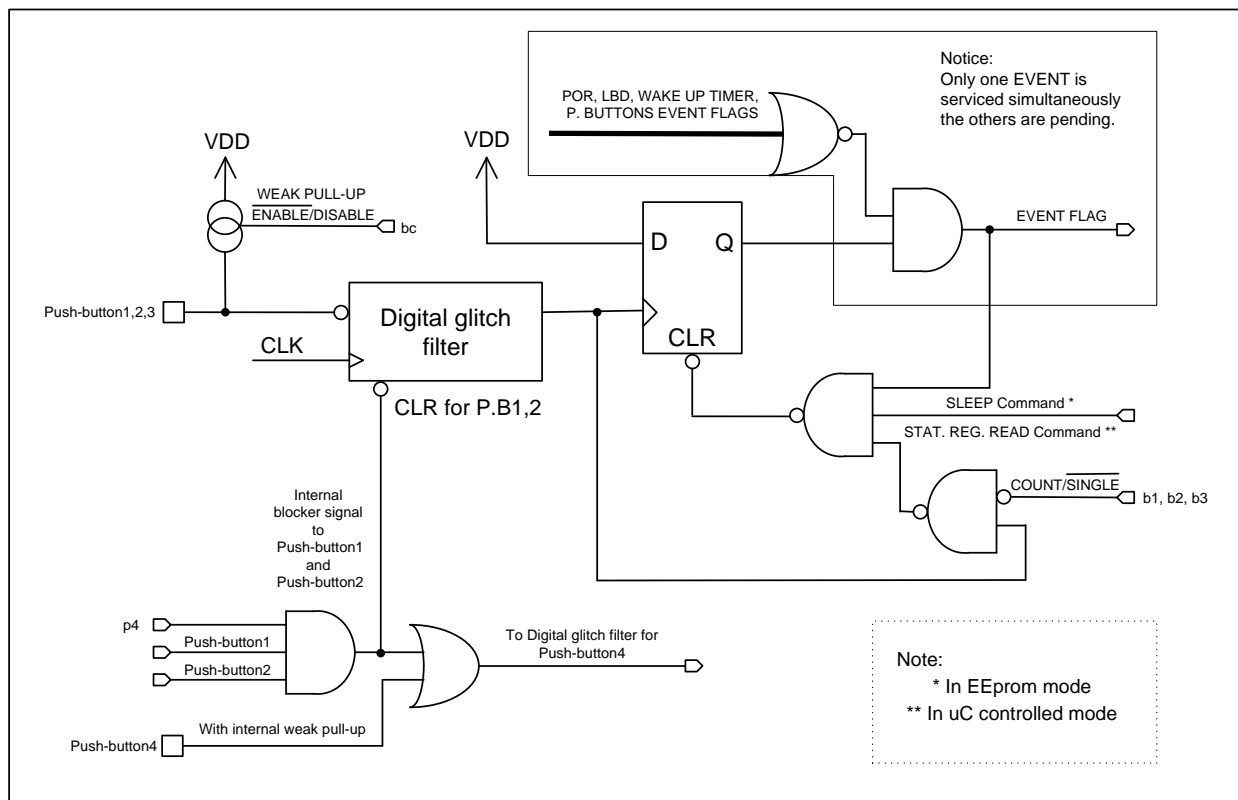 POR, LBD, WAKE UP TIMER,
P. BUTTONS EVENT FLAGS
Notice:
Only one EVENT is
serviced simultaneously
the others are pending.
VDD
VDD
WEAK PULL-UP
ENABLE/DISABLE
bc
EVENT FLAG
D
Q
CLR
Push-button1,2,3
Digital glitch
filter
CLK
CLR for P.B1,2
SLEEP Command *
STAT. REG. READ Command **
COUNT/SINGLE
b1, b2, b3
Internal
blocker signal
to
Push-button1
and
Push-button2
p4
Push-button1
Push-button2
To Digital glitch filter for
Push-button4
With internal weak pull-up
Push-button4
Note:
* In EEprom mode
** In uC controlled mode